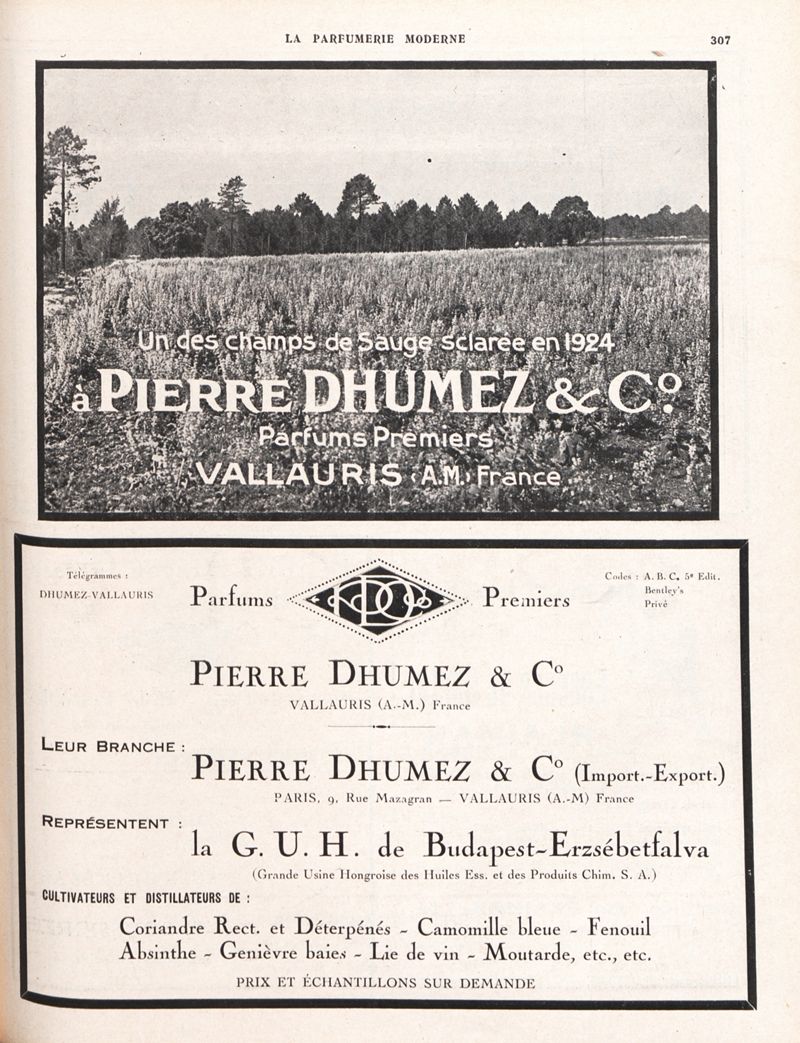 LA PARFUMERIE MODERNE
307
Un des champs de Sauge sclarée en 1924
à PIERRE DHUMEZ & Cº.
Parfums Premiers
VALLAURIS (A.M.) France
Télégrammes :
DHUMEZ-VALLAURIS
Parfums
PDCo
Premiers
Codes : A. B. C. 5e Edit.
Bentley's
Privé
PIERRE DHUMEZ & Cº
VALLAURIS (A.-M.) France
LEUR BRANCHE :
PIERRE DHUMEZ & Cº (Import.-Export.)
PARIS, 9, Rue Mazagran — VALLAURIS (A.-M) France
REPRÉSENTENT :
la G. U. H. de Budapest-Erzsébetfalva
(Grande Usine Hongroise des Huiles Ess. et des Produits Chim. S. A.)
CULTIVATEURS ET DISTILLATEURS DE :
Coriandre Rect. et Déterpénés - Camomille bleue - Fenouil
Absinthe - Genièvre baies - Lie de vin - Moutarde, etc., etc.
PRIX ET ÉCHANTILLONS SUR DEMANDE